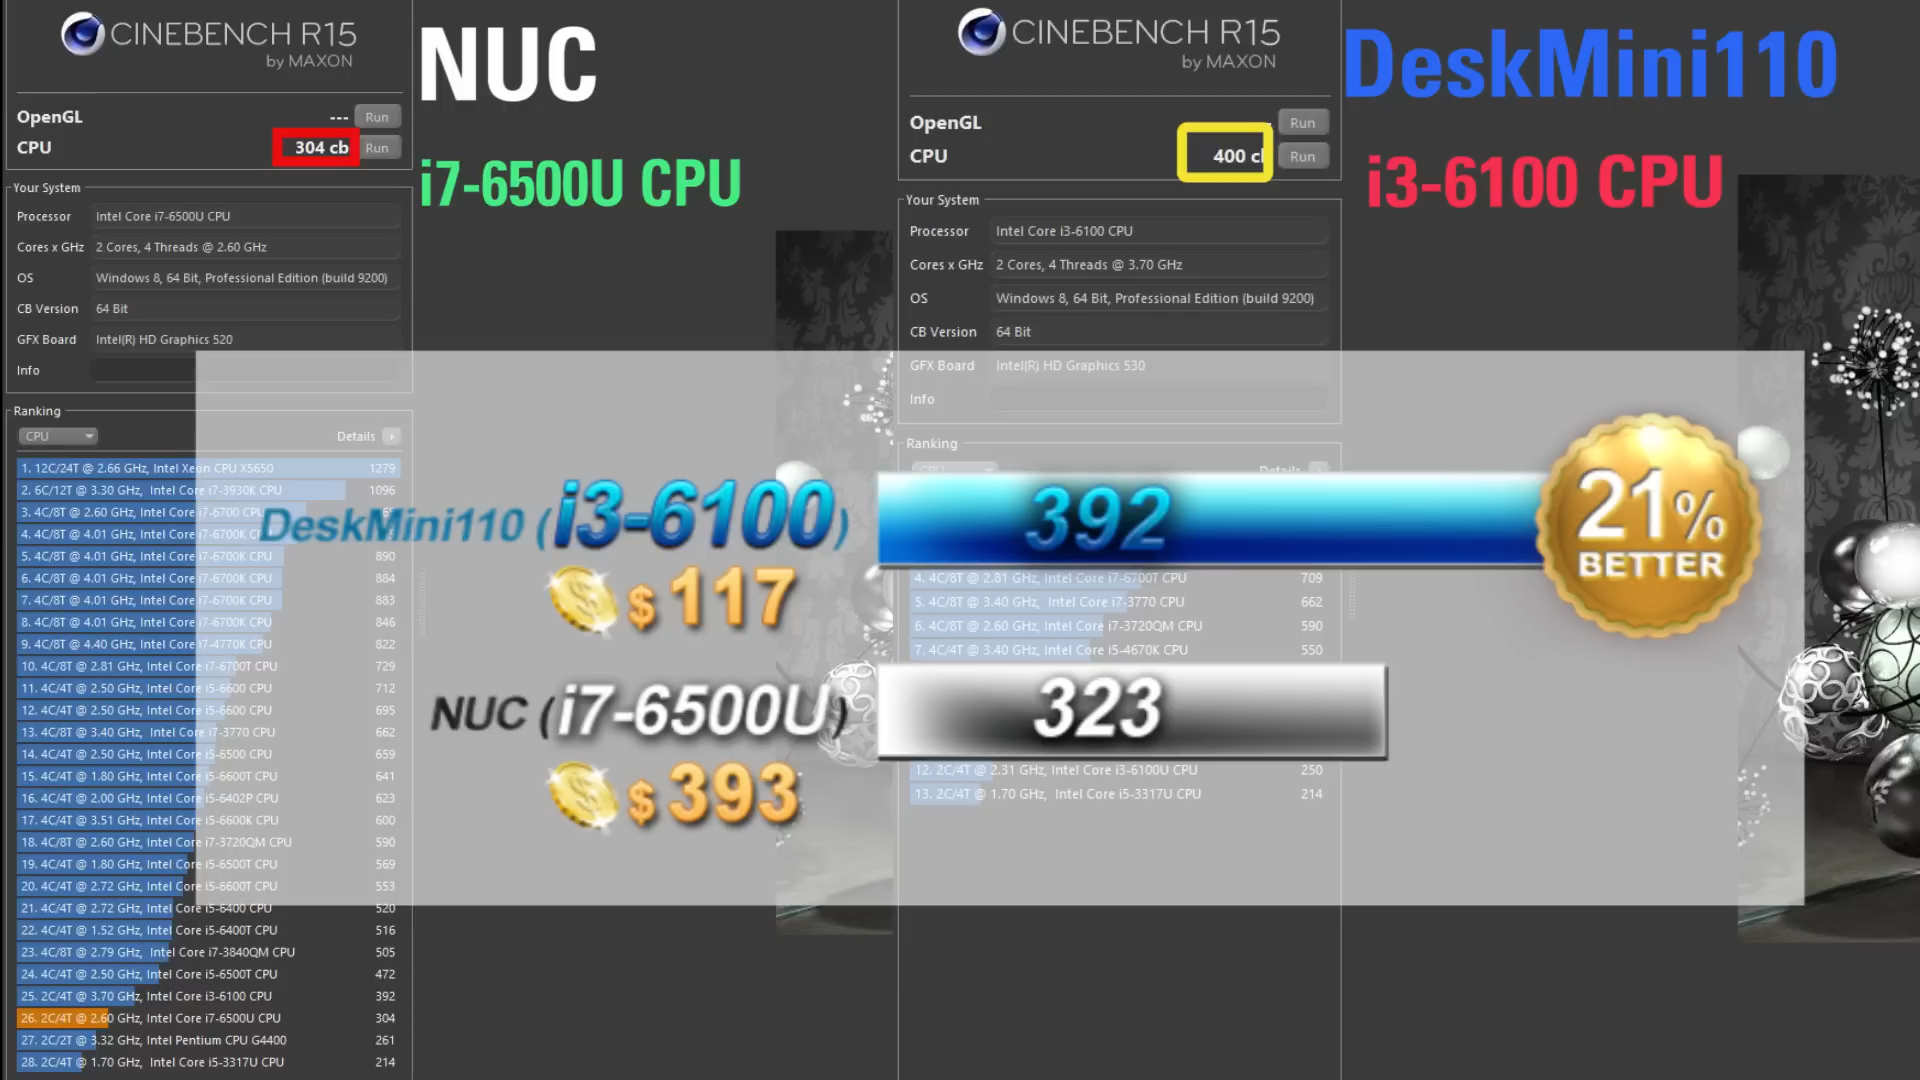 CINEBENCH R15
by MAXON
OpenGL --- Run
CPU 304 cb Run
Your System
Processor Intel Core i7-6500U CPU
Cores x GHz 2 Cores, 4 Threads @ 2.60 GHz
OS Windows 8, 64 Bit, Professional Edition (build 9200)
CB Version 64 Bit
GFX Board Intel(R) HD Graphics 520
Info
Ranking
CPU Details
1. 12C/24T @ 2.66 GHz, Intel Xeon CPU X5650 1279
2. 6C/12T @ 3.30 GHz, Intel Core i7-3930K CPU 1096
3. 4C/8T @ 2.60 GHz, Intel Core i7-6700 CPU
4. 4C/8T @ 4.01 GHz, Intel Core i7-6700K CPU
5. 4C/8T @ 4.01 GHz, Intel Core i7-6700K CPU 890
6. 4C/8T @ 4.01 GHz, Intel Core i7-6700K CPU 884
7. 4C/8T @ 4.01 GHz, Intel Core i7-6700K CPU 883
8. 4C/8T @ 4.01 GHz, Intel Core i7-6700K CPU 846
9. 4C/8T @ 4.40 GHz, Intel Core i7-4770K CPU 822
10. 4C/8T @ 2.81 GHz, Intel Core i7-6700T CPU 729
11. 4C/4T @ 2.50 GHz, Intel Core i5-6600 CPU 712
12. 4C/4T @ 2.50 GHz, Intel Core i5-6600 CPU 695
13. 4C/8T @ 3.40 GHz, Intel Core i7-3770 CPU 662
14. 4C/4T @ 2.50 GHz, Intel Core i5-6500 CPU 659
15. 4C/4T @ 1.80 GHz, Intel Core i5-6600T CPU 641
16. 4C/4T @ 2.00 GHz, Intel Core i5-6402P CPU 623
17. 4C/4T @ 3.51 GHz, Intel Core i5-6600K CPU 600
18. 4C/8T @ 2.60 GHz, Intel Core i7-3720QM CPU 590
19. 4C/4T @ 1.80 GHz, Intel Core i5-6500T CPU 569
20. 4C/4T @ 2.72 GHz, Intel Core i5-6600T CPU 553
21. 4C/4T @ 2.72 GHz, Intel Core i5-6400 CPU 520
22. 4C/4T @ 1.52 GHz, Intel Core i5-6400T CPU 516
23. 4C/8T @ 2.79 GHz, Intel Core i7-3840QM CPU 505
24. 4C/4T @ 2.50 GHz, Intel Core i5-6500T CPU 472
25. 2C/4T @ 3.70 GHz, Intel Core i3-6100 CPU 392
26. 2C/4T @ 2.60 GHz, Intel Core i7-6500U CPU 304
27. 2C/2T @ 3.32 GHz, Intel Pentium CPU G4400 261
28. 2C/4T @ 1.70 GHz, Intel Core i5-3317U CPU 214
NUC
i7-6500U CPU
CINEBENCH R15
by MAXON
OpenGL Run
CPU 400 cb Run
Your System
Processor Intel Core i3-6100 CPU
Cores x GHz 2 Cores, 4 Threads @ 3.70 GHz
OS Windows 8, 64 Bit, Professional Edition (build 9200)
CB Version 64 Bit
GFX Board Intel(R) HD Graphics 530
Info
Ranking
CPU Details
4. 4C/8T @ 2.81 GHz, Intel Core i7-6700T CPU 709
5. 4C/8T @ 3.40 GHz, Intel Core i7-3770 CPU 662
6. 4C/8T @ 2.60 GHz, Intel Core i7-3720QM CPU 590
7. 4C/4T @ 3.40 GHz, Intel Core i5-4670K CPU 550
12. 2C/4T @ 2.31 GHz, Intel Core i3-6100U CPU 250
13. 2C/4T @ 1.70 GHz, Intel Core i5-3317U CPU 214
DeskMini110
i3-6100 CPU
DeskMini110 (i3-6100) 392
$ 117
21%
BETTER
NUC (i7-6500U) 323
$ 393